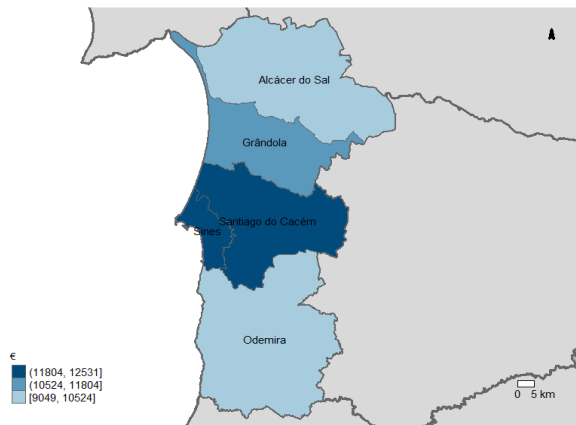 Alcácer do Sal
Grândola
Santiago do Cacém
Sines
Odemira
€
(11804, 12531]
(10524, 11804]
[9049, 10524]
0 5 km